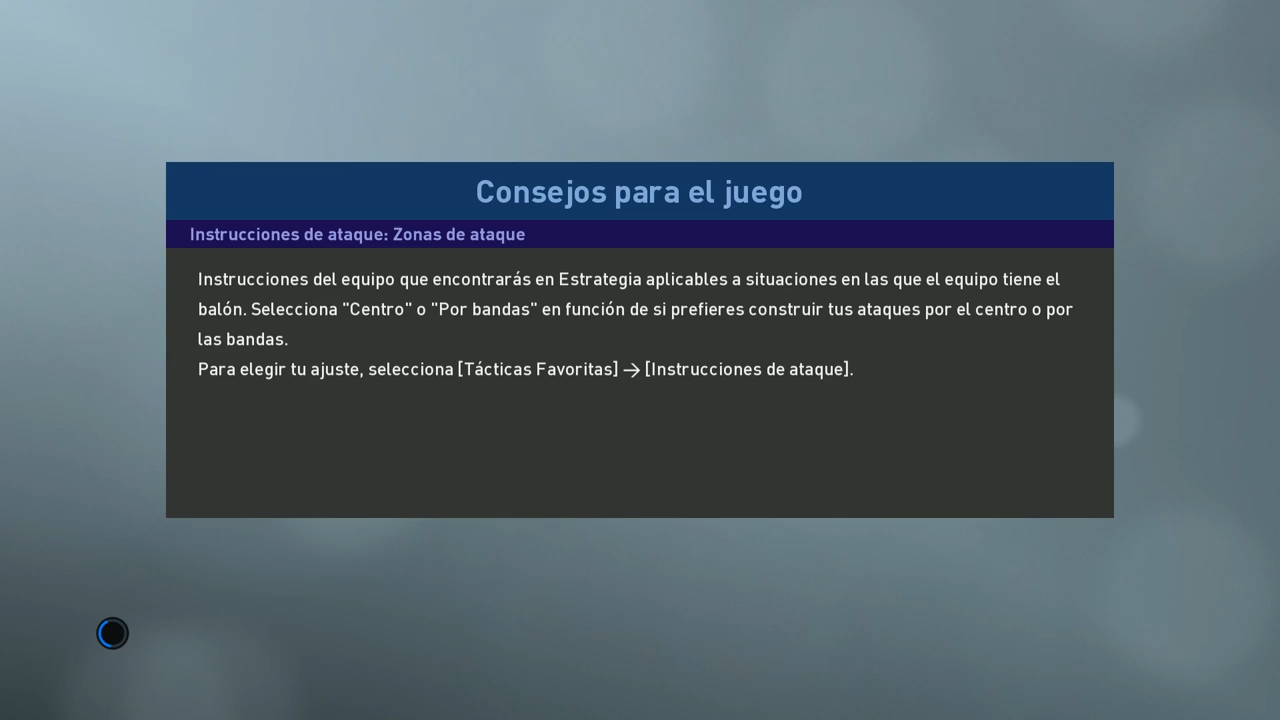 Consejos para el juego
Instrucciones de ataque: Zonas de ataque
Instrucciones del equipo que encontrarás en Estrategia aplicables a situaciones en las que el equipo tiene el
balón. Selecciona "Centro" o "Por bandas" en función de si prefieres construir tus ataques por el centro o por
las bandas.
Para elegir tu ajuste, selecciona [Tácticas Favoritas] → [Instrucciones de ataque].